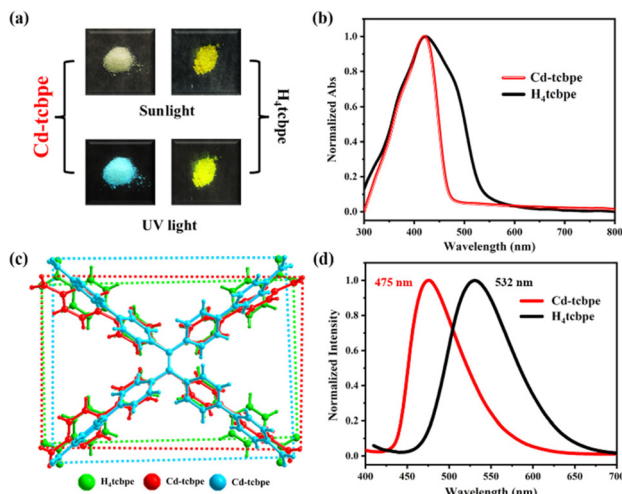 (a)
Cd-tcbpe
Sunlight
UV light
H₄tcbpe
(b)
Normalized Abs
1.0
0.8
0.6
0.4
0.2
0.0
Cd-tcbpe
H₄tcbpe
300 400 500 600 700 800
Wavelength (nm)
(c)
H₄tcbpe Cd-tcbpe Cd-tcbpe
(d)
Normalized Intensity
1.0
0.8
0.6
0.4
0.2
0.0
475 nm 532 nm
Cd-tcbpe
H₄tcbpe
400 450 500 550 600 650 700
Wavelength (nm)